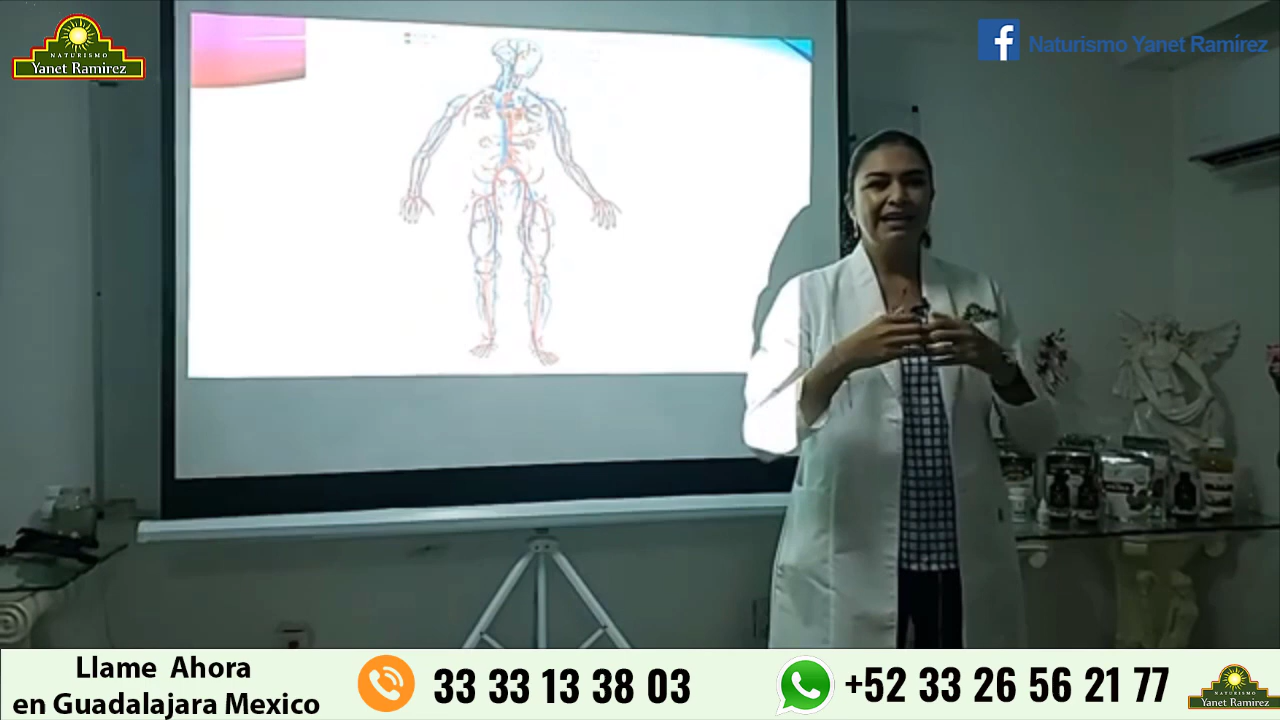 NATURISMO
Yanet Ramírez
Naturismo Yanet Ramírez
Llame Ahora
en Guadalajara Mexico
33 33 13 38 03
+52 33 26 56 21 77
NATURISMO
Yanet Ramírez